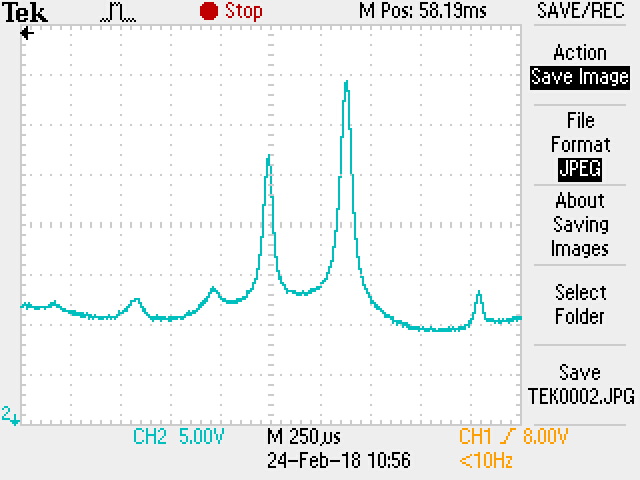 Tek Stop M Pos: 58.19ms SAVE/REC
Action
Save Image
File
Format
JPEG
About
Saving
Images
Select
Folder
Save
TEK0002.JPG
2
CH2 5.00V M 250µs CH1 8.00V
24-Feb-18 10:56 <10Hz